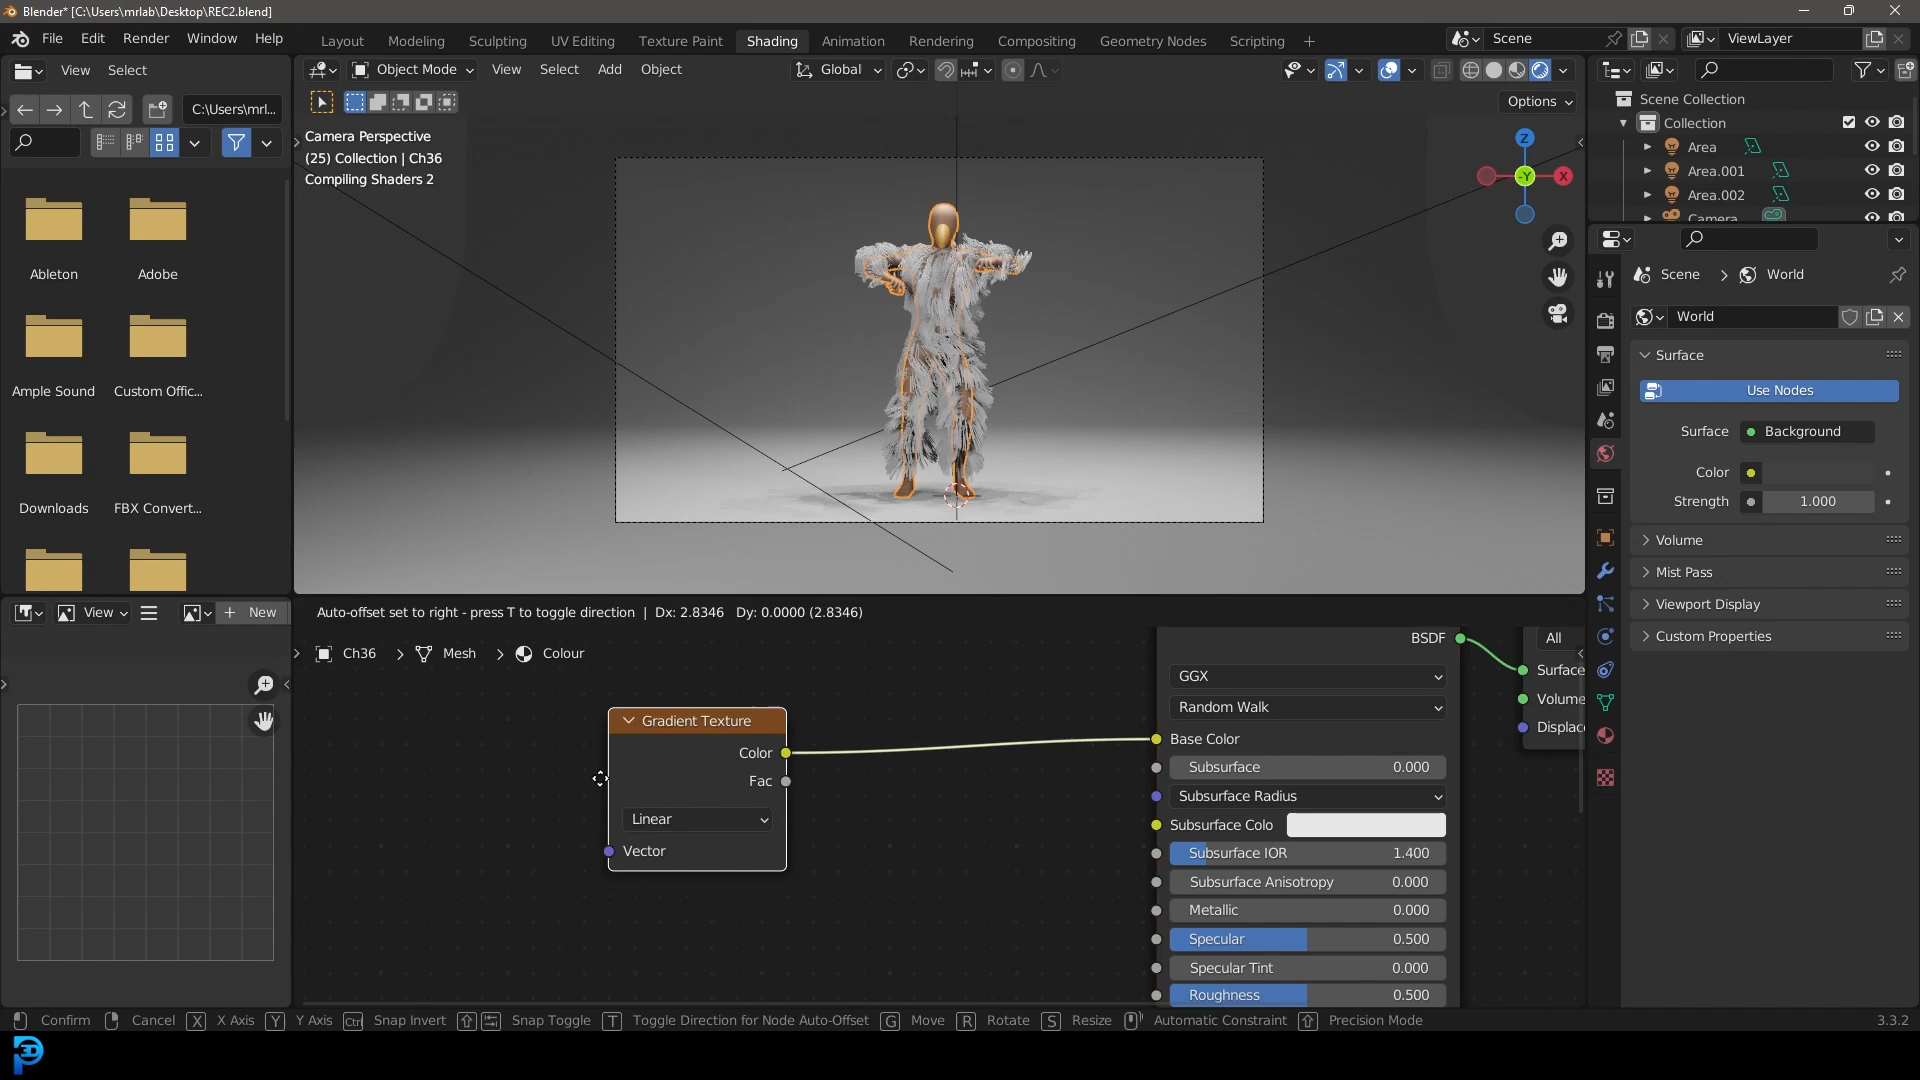 Blender* [C:\Users\mrlab\Desktop\REC2.blend]
File Edit Render Window Help
Layout Modeling Sculpting UV Editing Texture Paint Shading Animation Rendering Compositing Geometry Nodes Scripting
Scene
ViewLayer
View Select
Object Mode View Select Add Object
Global
C:\Users\mrl...
Options
Camera Perspective
(25) Collection | Ch36
Compiling Shaders 2
Z
-Y
X
Scene Collection
Collection
Area
Area.001
Area.002
Camera
Ableton
Adobe
Ample Sound
Custom Offic...
Downloads
FBX Convert...
Scene
World
World
Surface
Use Nodes
Surface
Background
Color
Strength
1.000
Volume
Mist Pass
Viewport Display
Custom Properties
View
New
Auto-offset set to right - press T to toggle direction | Dx: 2.8346 Dy: 0.0000 (2.8346)
Ch36
Mesh
Colour
Gradient Texture
Color
Fac
Linear
Vector
BSDF
GGX
Random Walk
Base Color
Subsurface 0.000
Subsurface Radius
Subsurface Colo
Subsurface IOR 1.400
Subsurface Anisotropy 0.000
Metallic 0.000
Specular 0.500
Specular Tint 0.000
Roughness 0.500
All
Surface
Volume
Displac
Confirm Cancel X X Axis Y Y Axis Ctrl Snap Invert Snap Toggle T Toggle Direction for Node Auto-Offset G Move R Rotate S Resize Automatic Constraint Precision Mode
3.3.2
3D